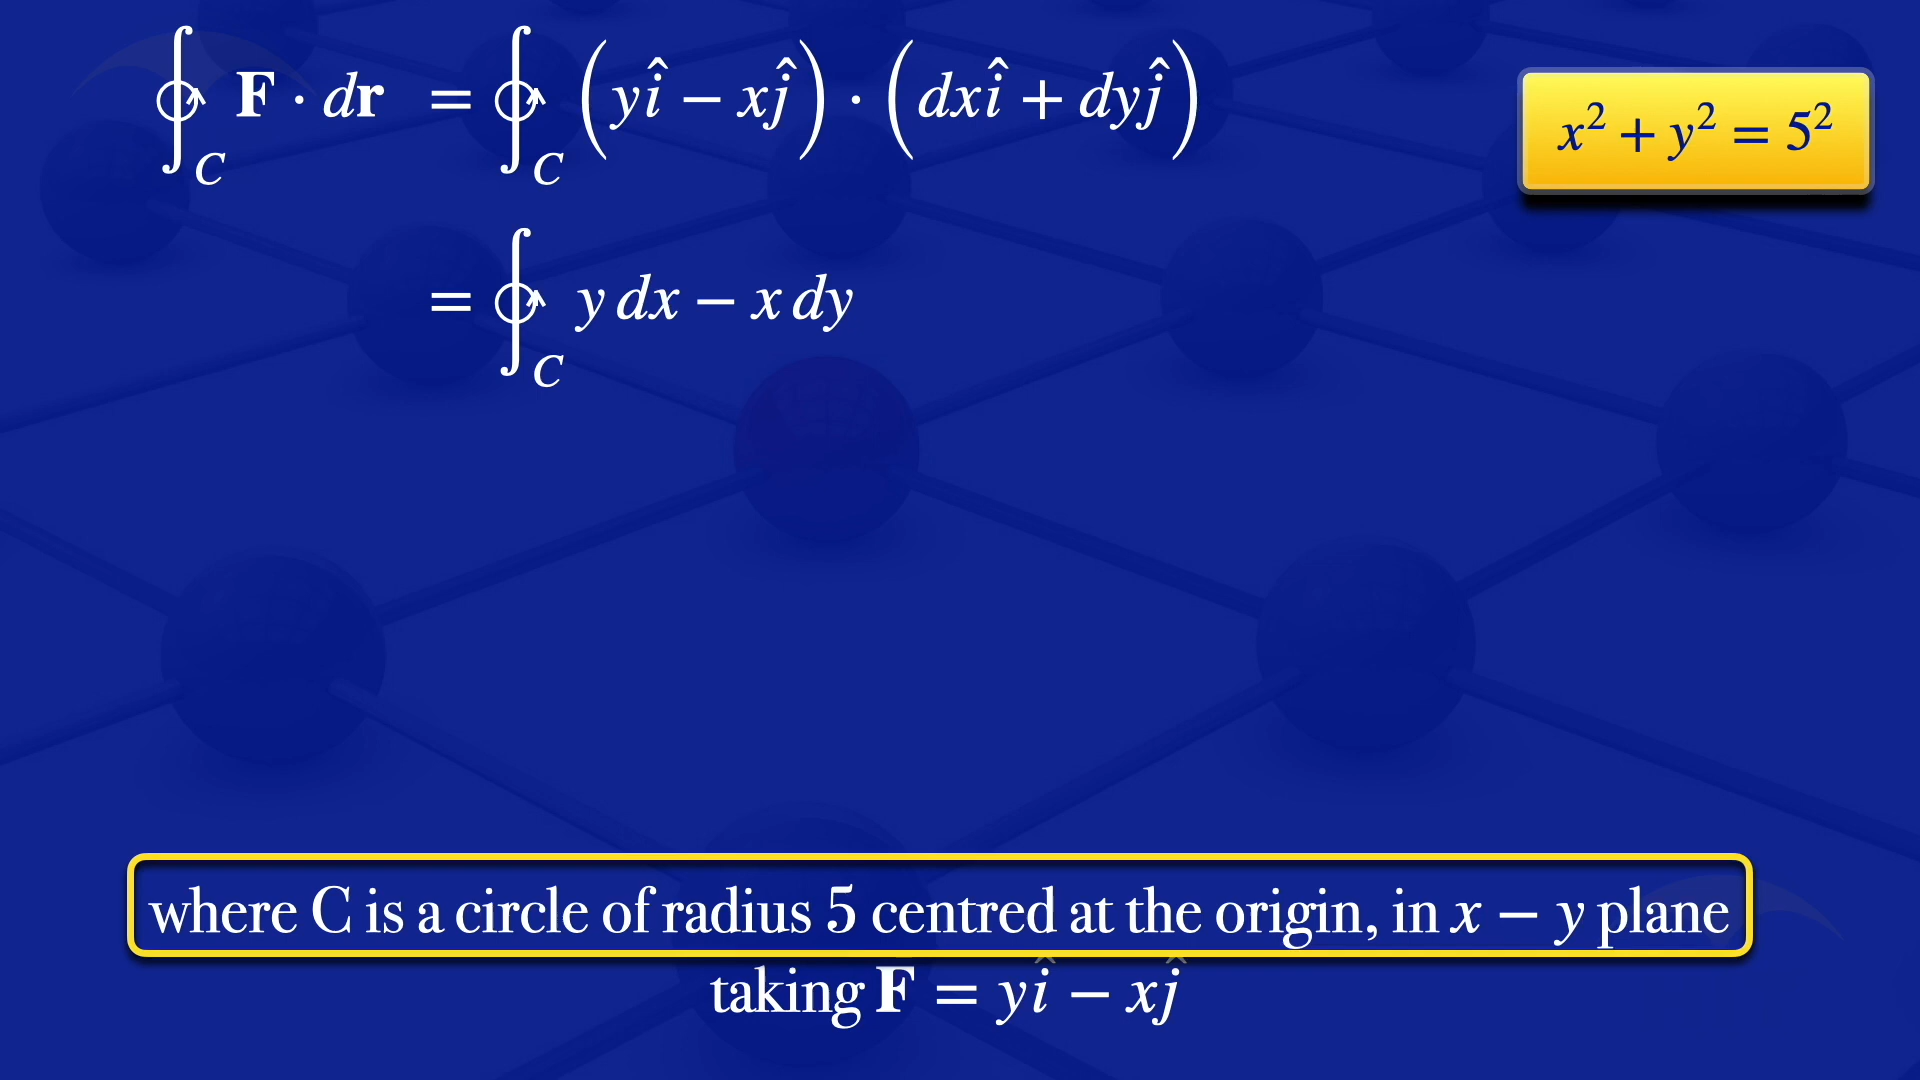 ∮_C F · dr = ∮_C (yî − xĵ) · (dxî + dyĵ)
x² + y² = 5²
= ∮_C y dx − x dy
where C is a circle of radius 5 centred at the origin, in x − y plane
taking F = yî − xĵ